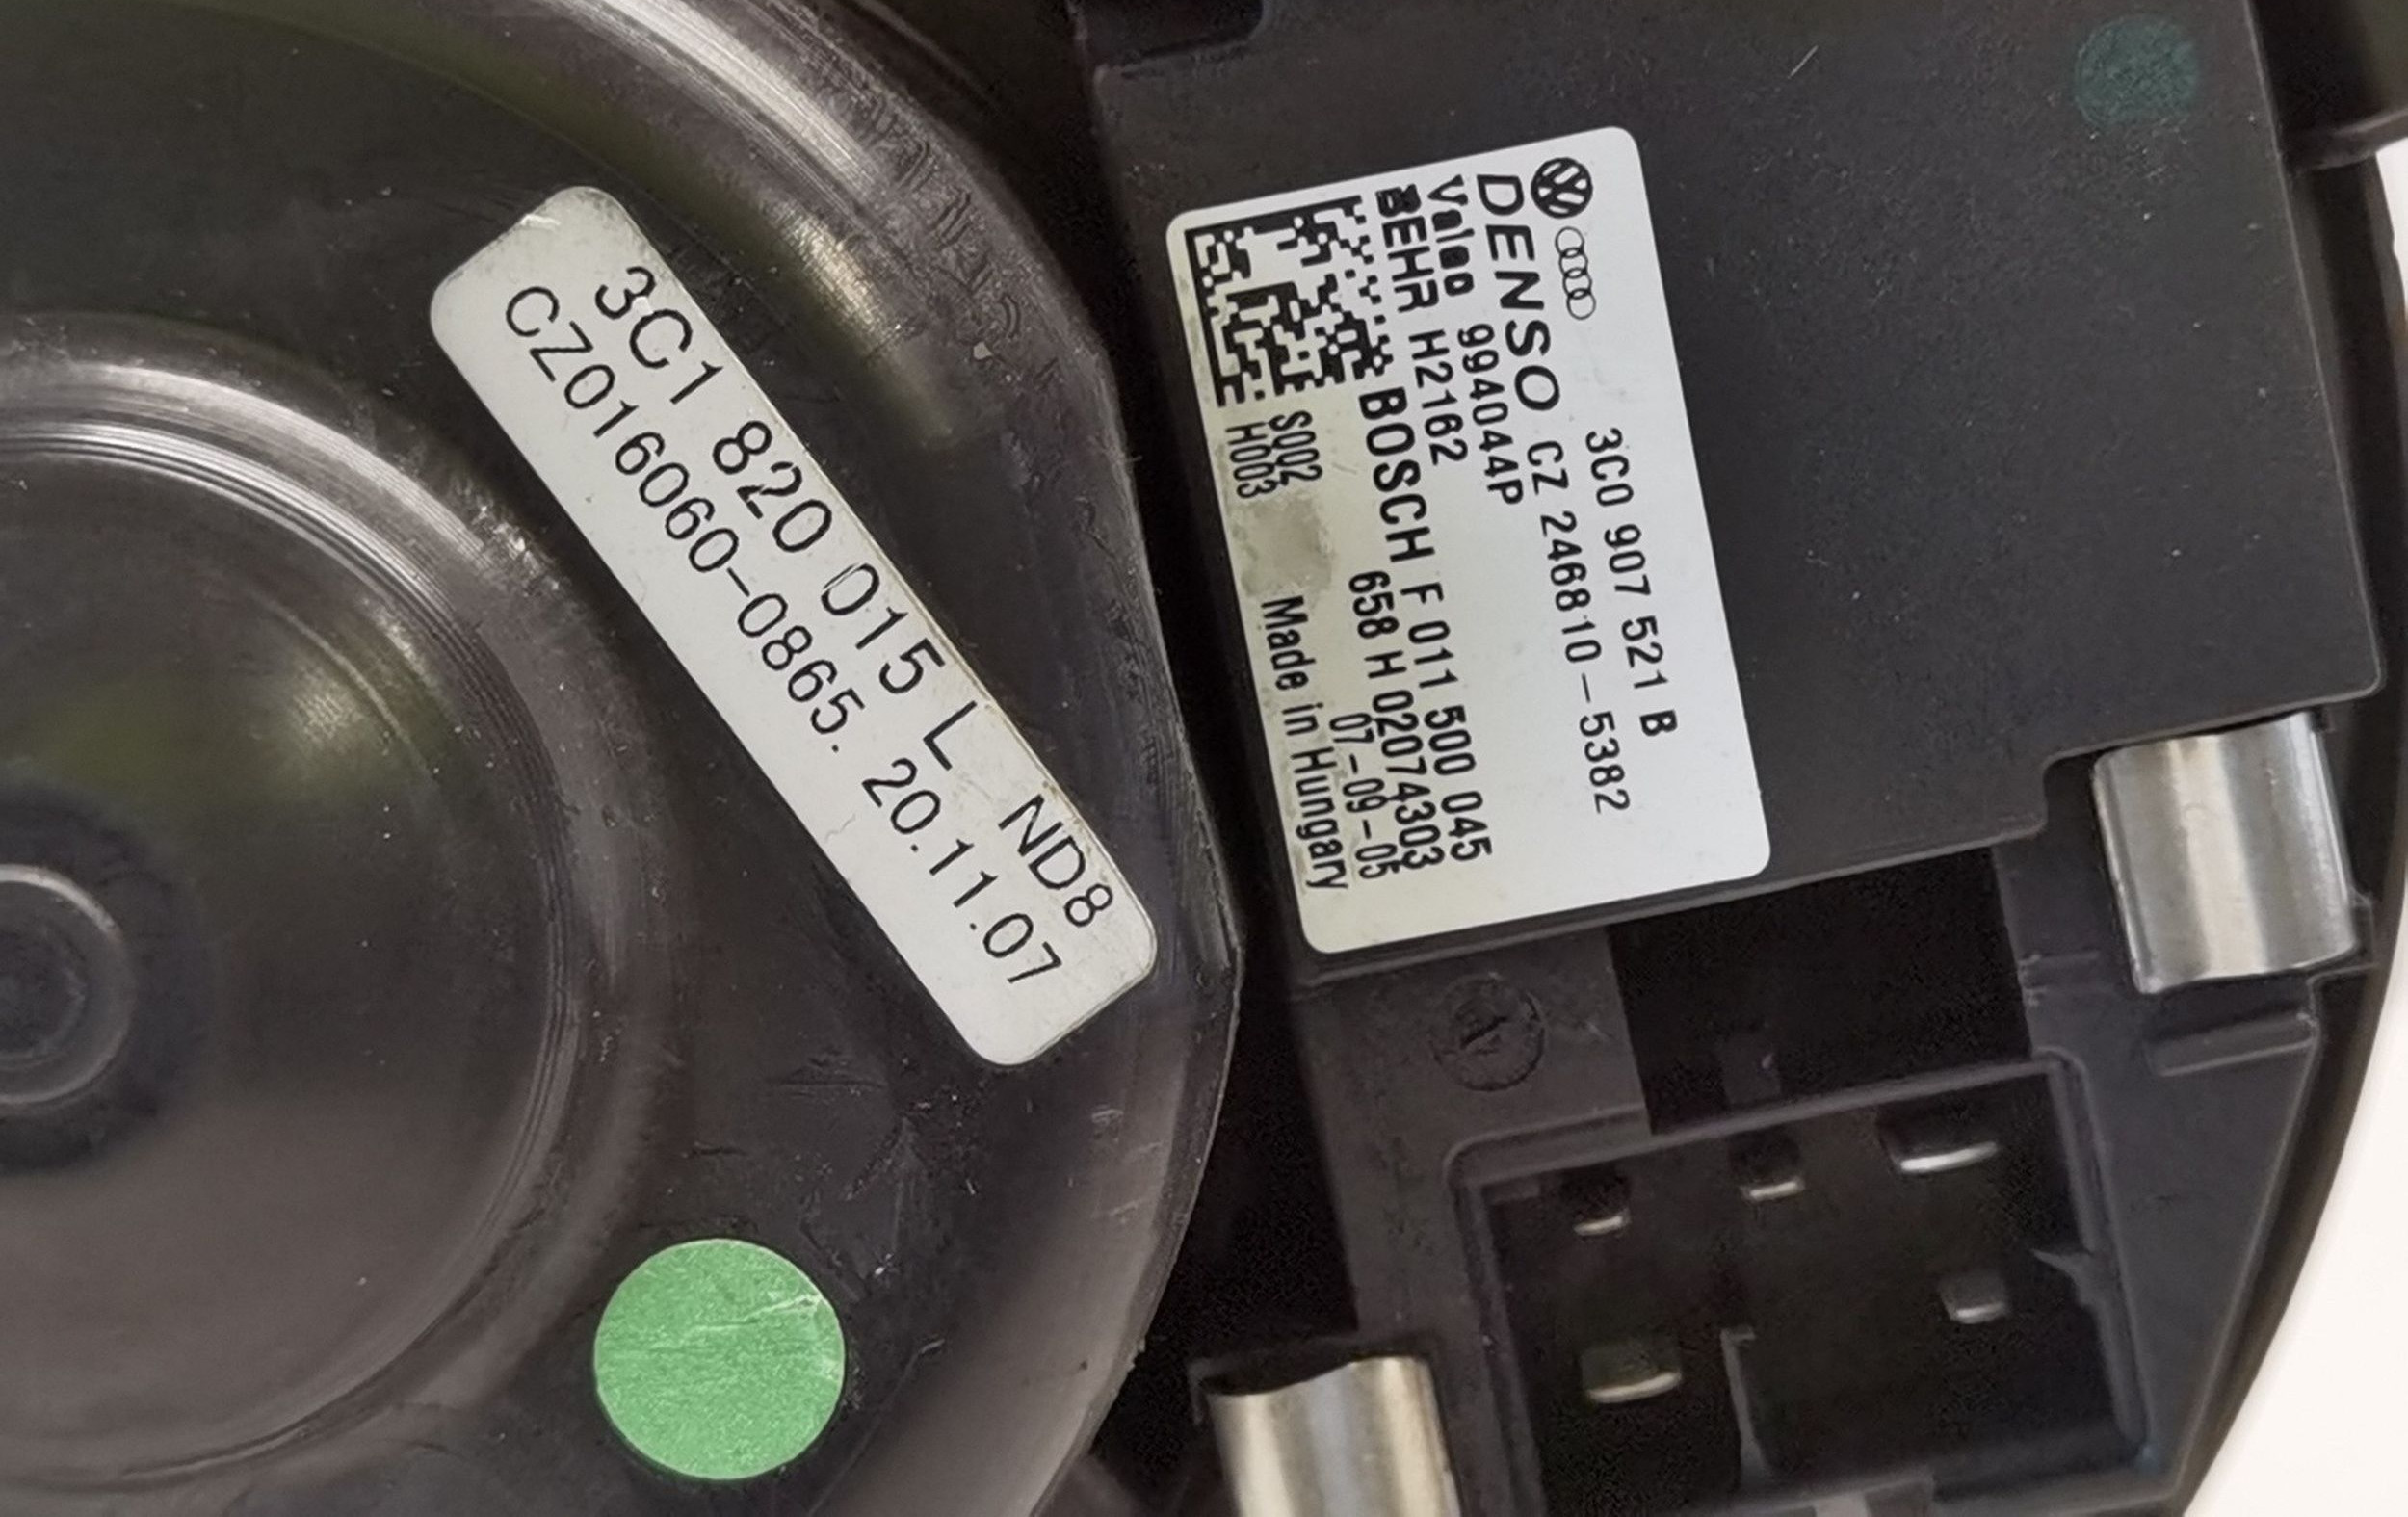 3C1 820 015 L ND8
CZ016060-0865. 20.11.07
3C0 907 521 B
DENSO CZ 246810-5382
Valeo 994044P
BEHR H2162
BOSCH F 011 500 045
658 H 02074303
07-09-05
S002
H003
Made in Hungary